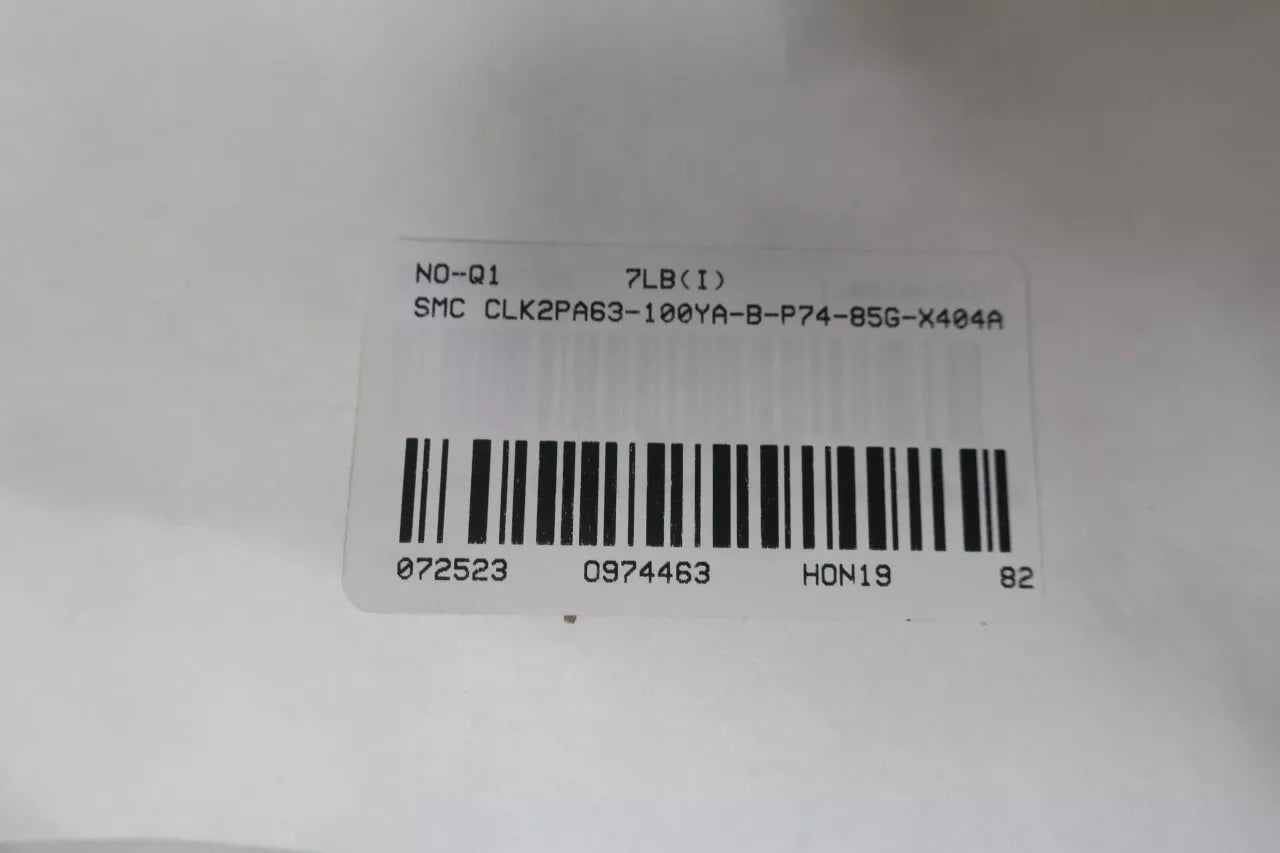 NO-Q1 7LB(I)
SMC CLK2PA63-100YA-B-P74-85G-X404A
072523 0974463 HON19 82